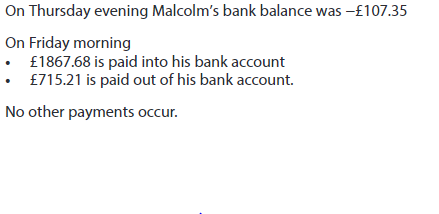 On Thursday evening Malcolm's bank balance was –£107.35
On Friday morning
• £1867.68 is paid into his bank account
• £715.21 is paid out of his bank account.
No other payments occur.